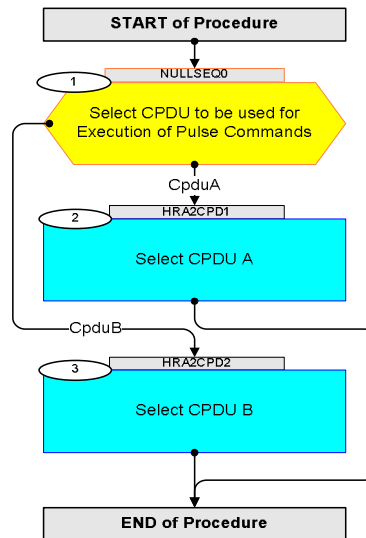 START of Procedure
NULLSEQ0
1
Select CPDU to be used for
Execution of Pulse Commands
CpduA
HRA2CPD1
2
Select CPDU A
CpduB
HRA2CPD2
3
Select CPDU B
END of Procedure